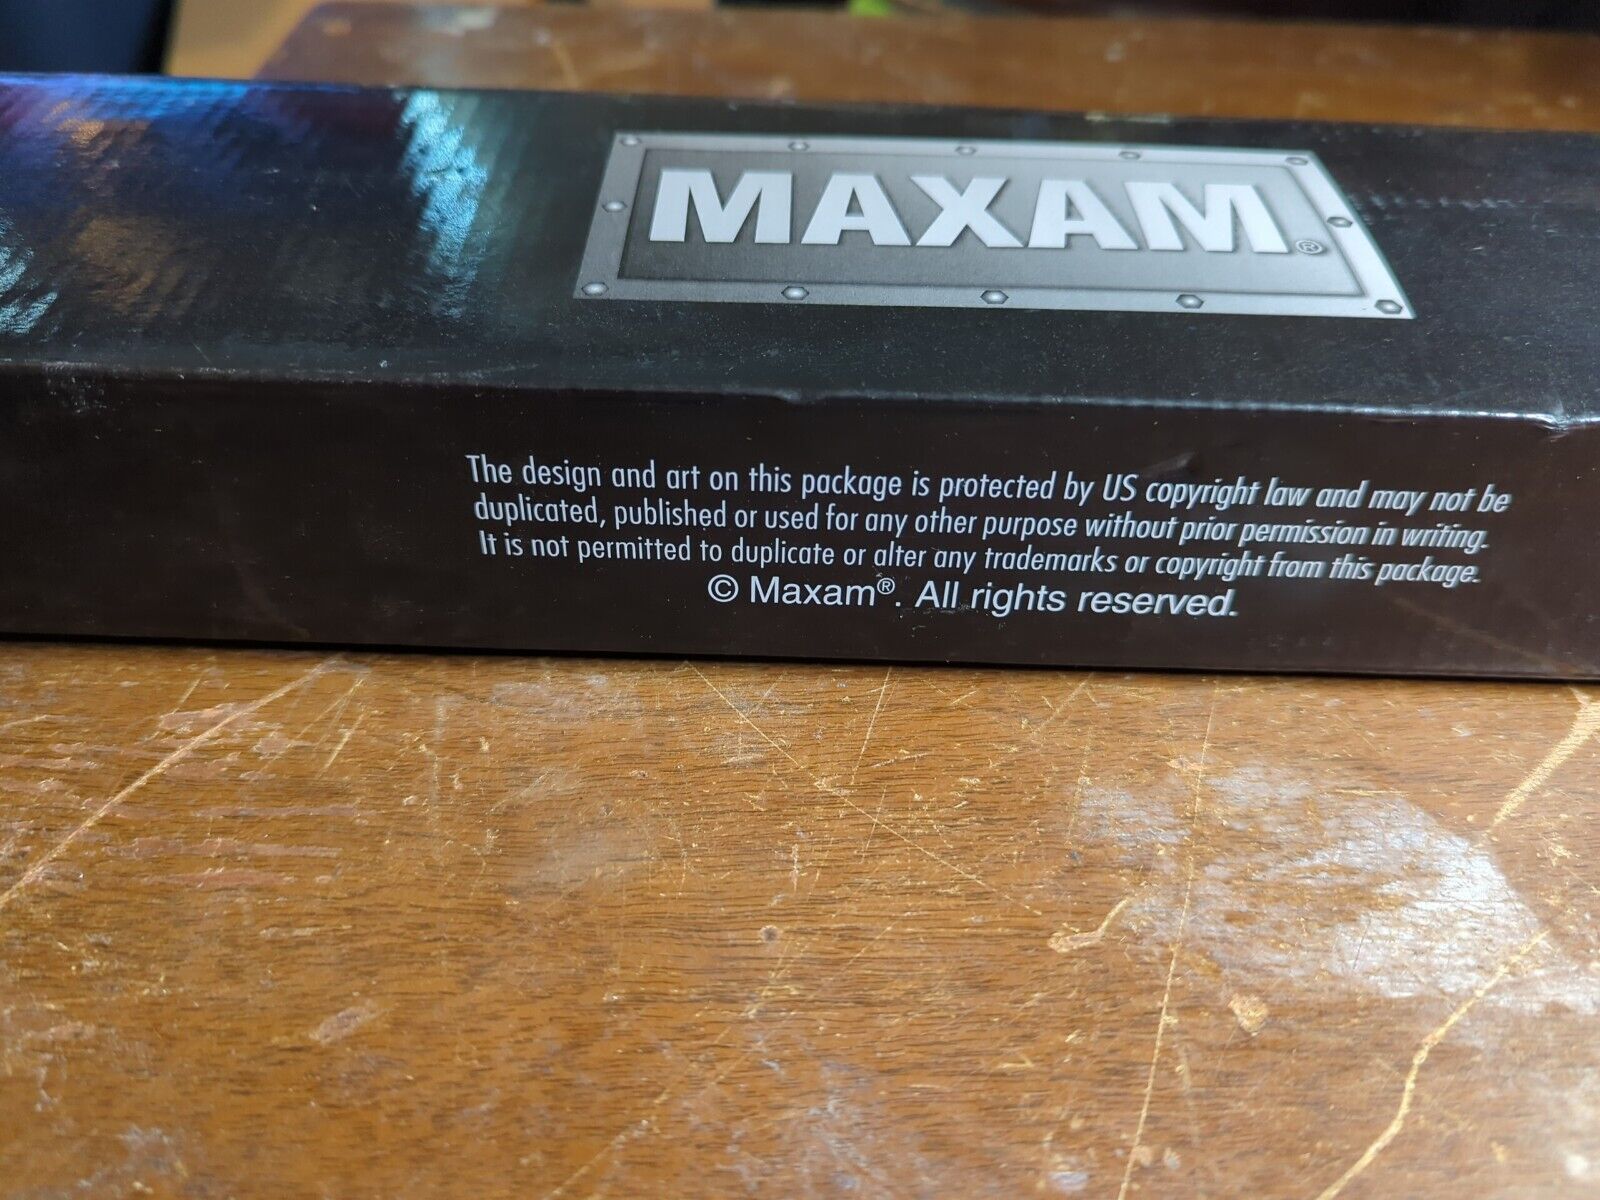 MAXAM®
The design and art on this package is protected by US copyright law and may not be
duplicated, published or used for any other purpose without prior permission in writing.
It is not permitted to duplicate or alter any trademarks or copyright from this package.
© Maxam®. All rights reserved.